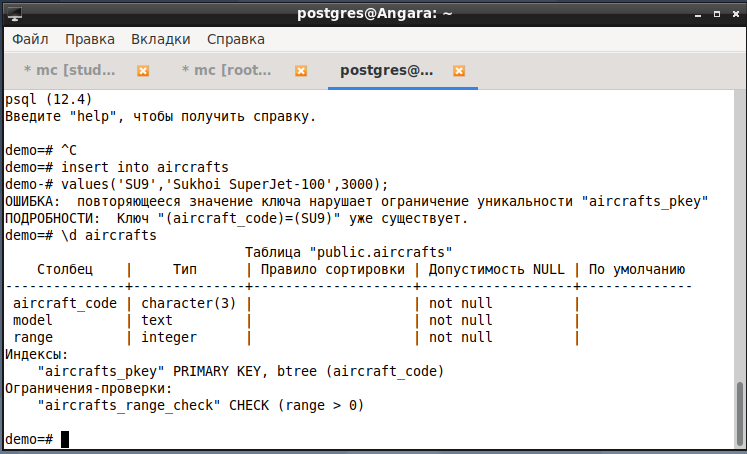 postgres@Angara: ~
Файл Правка Вкладки Справка
* mc [stud... * mc [root... postgres@...
psql (12.4)
Введите "help", чтобы получить справку.
demo=# ^C
demo=# insert into aircrafts
demo-# values('SU9','Sukhoi SuperJet-100',3000);
ОШИБКА:  повторяющееся значение ключа нарушает ограничение уникальности "aircrafts_pkey"
ПОДРОБНОСТИ:  Ключ "(aircraft_code)=(SU9)" уже существует.
demo=# \d aircrafts
                              Таблица "public.aircrafts"
    Столбец    |     Тип      | Правило сортировки | Допустимость NULL | По умолчанию
---------------+--------------+--------------------+-------------------+--------------
 aircraft_code | character(3) |                    | not null          |
 model         | text         |                    | not null          |
 range         | integer      |                    | not null          |
Индексы:
    "aircrafts_pkey" PRIMARY KEY, btree (aircraft_code)
Ограничения-проверки:
    "aircrafts_range_check" CHECK (range > 0)
demo=#